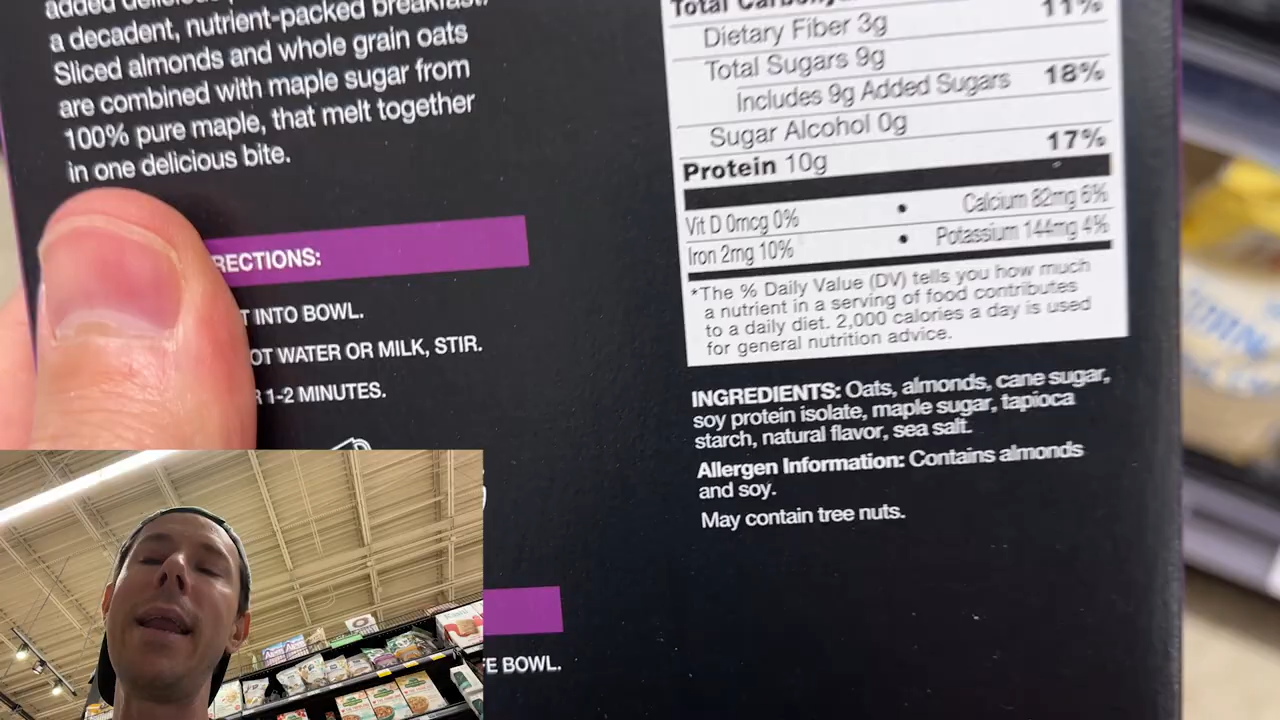 added
a decadent, nutrient-packed breakfast.
Sliced almonds and whole grain oats
are combined with maple sugar from
100% pure maple, that melt together
in one delicious bite.
RECTIONS:
T INTO BOWL.
OT WATER OR MILK, STIR.
R 1-2 MINUTES.
E BOWL.
Total 11%
Dietary Fiber 3g
Total Sugars 9g
Includes 9g Added Sugars 18%
Sugar Alcohol 0g
Protein 10g 17%
Vit D 0mcg 0% • Calcium 82mg 6%
Iron 2mg 10% • Potassium 144mg 4%
*The % Daily Value (DV) tells you how much
a nutrient in a serving of food contributes
to a daily diet. 2,000 calories a day is used
for general nutrition advice.
INGREDIENTS: Oats, almonds, cane sugar,
soy protein isolate, maple sugar, tapioca
starch, natural flavor, sea salt.
Allergen Information: Contains almonds
and soy.
May contain tree nuts.